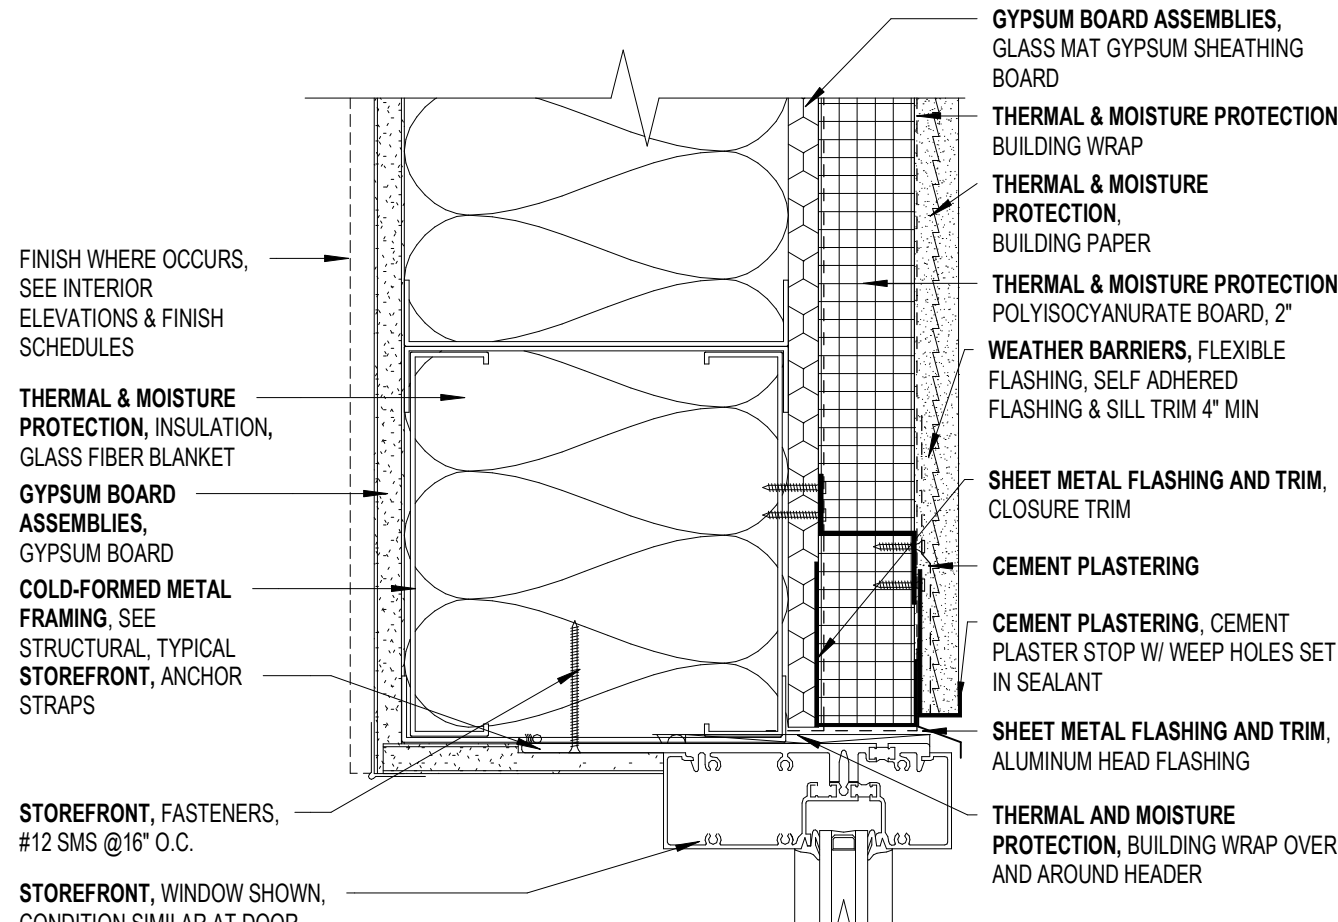 GYPSUM BOARD ASSEMBLIES,
GLASS MAT GYPSUM SHEATHING
BOARD
THERMAL & MOISTURE PROTECTION
BUILDING WRAP
THERMAL & MOISTURE
PROTECTION,
BUILDING PAPER
THERMAL & MOISTURE PROTECTION
POLYISOCYANURATE BOARD, 2"
WEATHER BARRIERS, FLEXIBLE
FLASHING, SELF ADHERED
FLASHING & SILL TRIM 4" MIN
SHEET METAL FLASHING AND TRIM,
CLOSURE TRIM
CEMENT PLASTERING
CEMENT PLASTERING, CEMENT
PLASTER STOP W/ WEEP HOLES SET
IN SEALANT
SHEET METAL FLASHING AND TRIM,
ALUMINUM HEAD FLASHING
THERMAL AND MOISTURE
PROTECTION, BUILDING WRAP OVER
AND AROUND HEADER
FINISH WHERE OCCURS,
SEE INTERIOR
ELEVATIONS & FINISH
SCHEDULES
THERMAL & MOISTURE
PROTECTION, INSULATION,
GLASS FIBER BLANKET
GYPSUM BOARD
ASSEMBLIES,
GYPSUM BOARD
COLD-FORMED METAL
FRAMING, SEE
STRUCTURAL, TYPICAL
STOREFRONT, ANCHOR
STRAPS
STOREFRONT, FASTENERS,
#12 SMS @16" O.C.
STOREFRONT, WINDOW SHOWN,
CONDITION SIMILAR AT DOOR